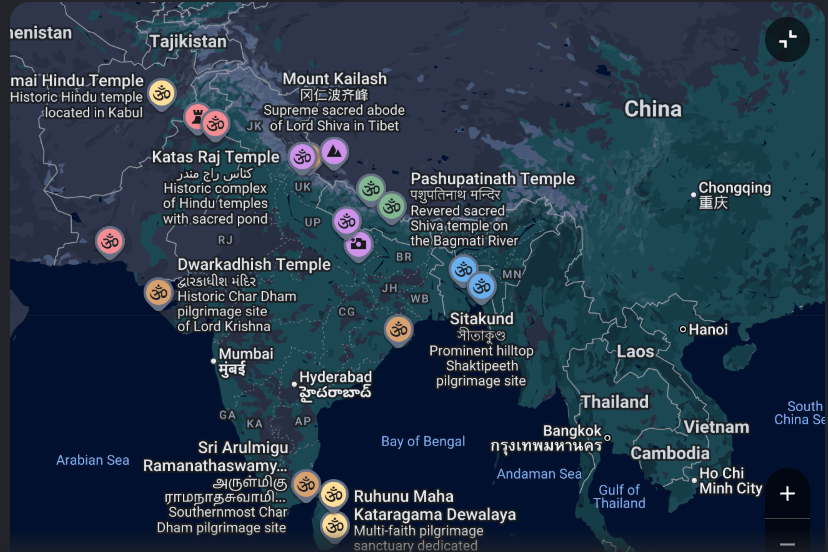 nenistan
Tajikistan
mai Hindu Temple
Historic Hindu temple
located in Kabul
Mount Kailash
冈仁波齐峰
Supreme sacred abode
of Lord Shiva in Tibet
JK
China
Katas Raj Temple
کٹاس راج مندر
Historic complex
of Hindu temples
with sacred pond
UK
Pashupatinath Temple
पशुपतिनाथ मन्दिर
Revered sacred
Shiva temple on
the Bagmati River
Chongqing
重庆
UP
RJ
BR
MN
Dwarkadhish Temple
દ્વારકાધીશ મંદિર
Historic Char Dham
pilgrimage site
of Lord Krishna
JH
WB
CG
Sitakund
সীতাকুণ্ড
Prominent hilltop
Shaktipeeth
pilgrimage site
Hanoi
Laos
Mumbai
मुंबई
Hyderabad
హైదరాబాద్
Thailand
GA
KA
AP
South
China Se
Vietnam
Bangkok
กรุงเทพมหานคร
Bay of Bengal
Arabian Sea
Cambodia
Sri Arulmigu
Ramanathaswamy...
அருள்மிகு
ராமநாதசுவாமி...
Southernmost Char
Dham pilgrimage site
Andaman Sea
Gulf of
Thailand
Ho Chi
Minh City
Ruhunu Maha
Kataragama Dewalaya
Multi-faith pilgrimage
sanctuary dedicated